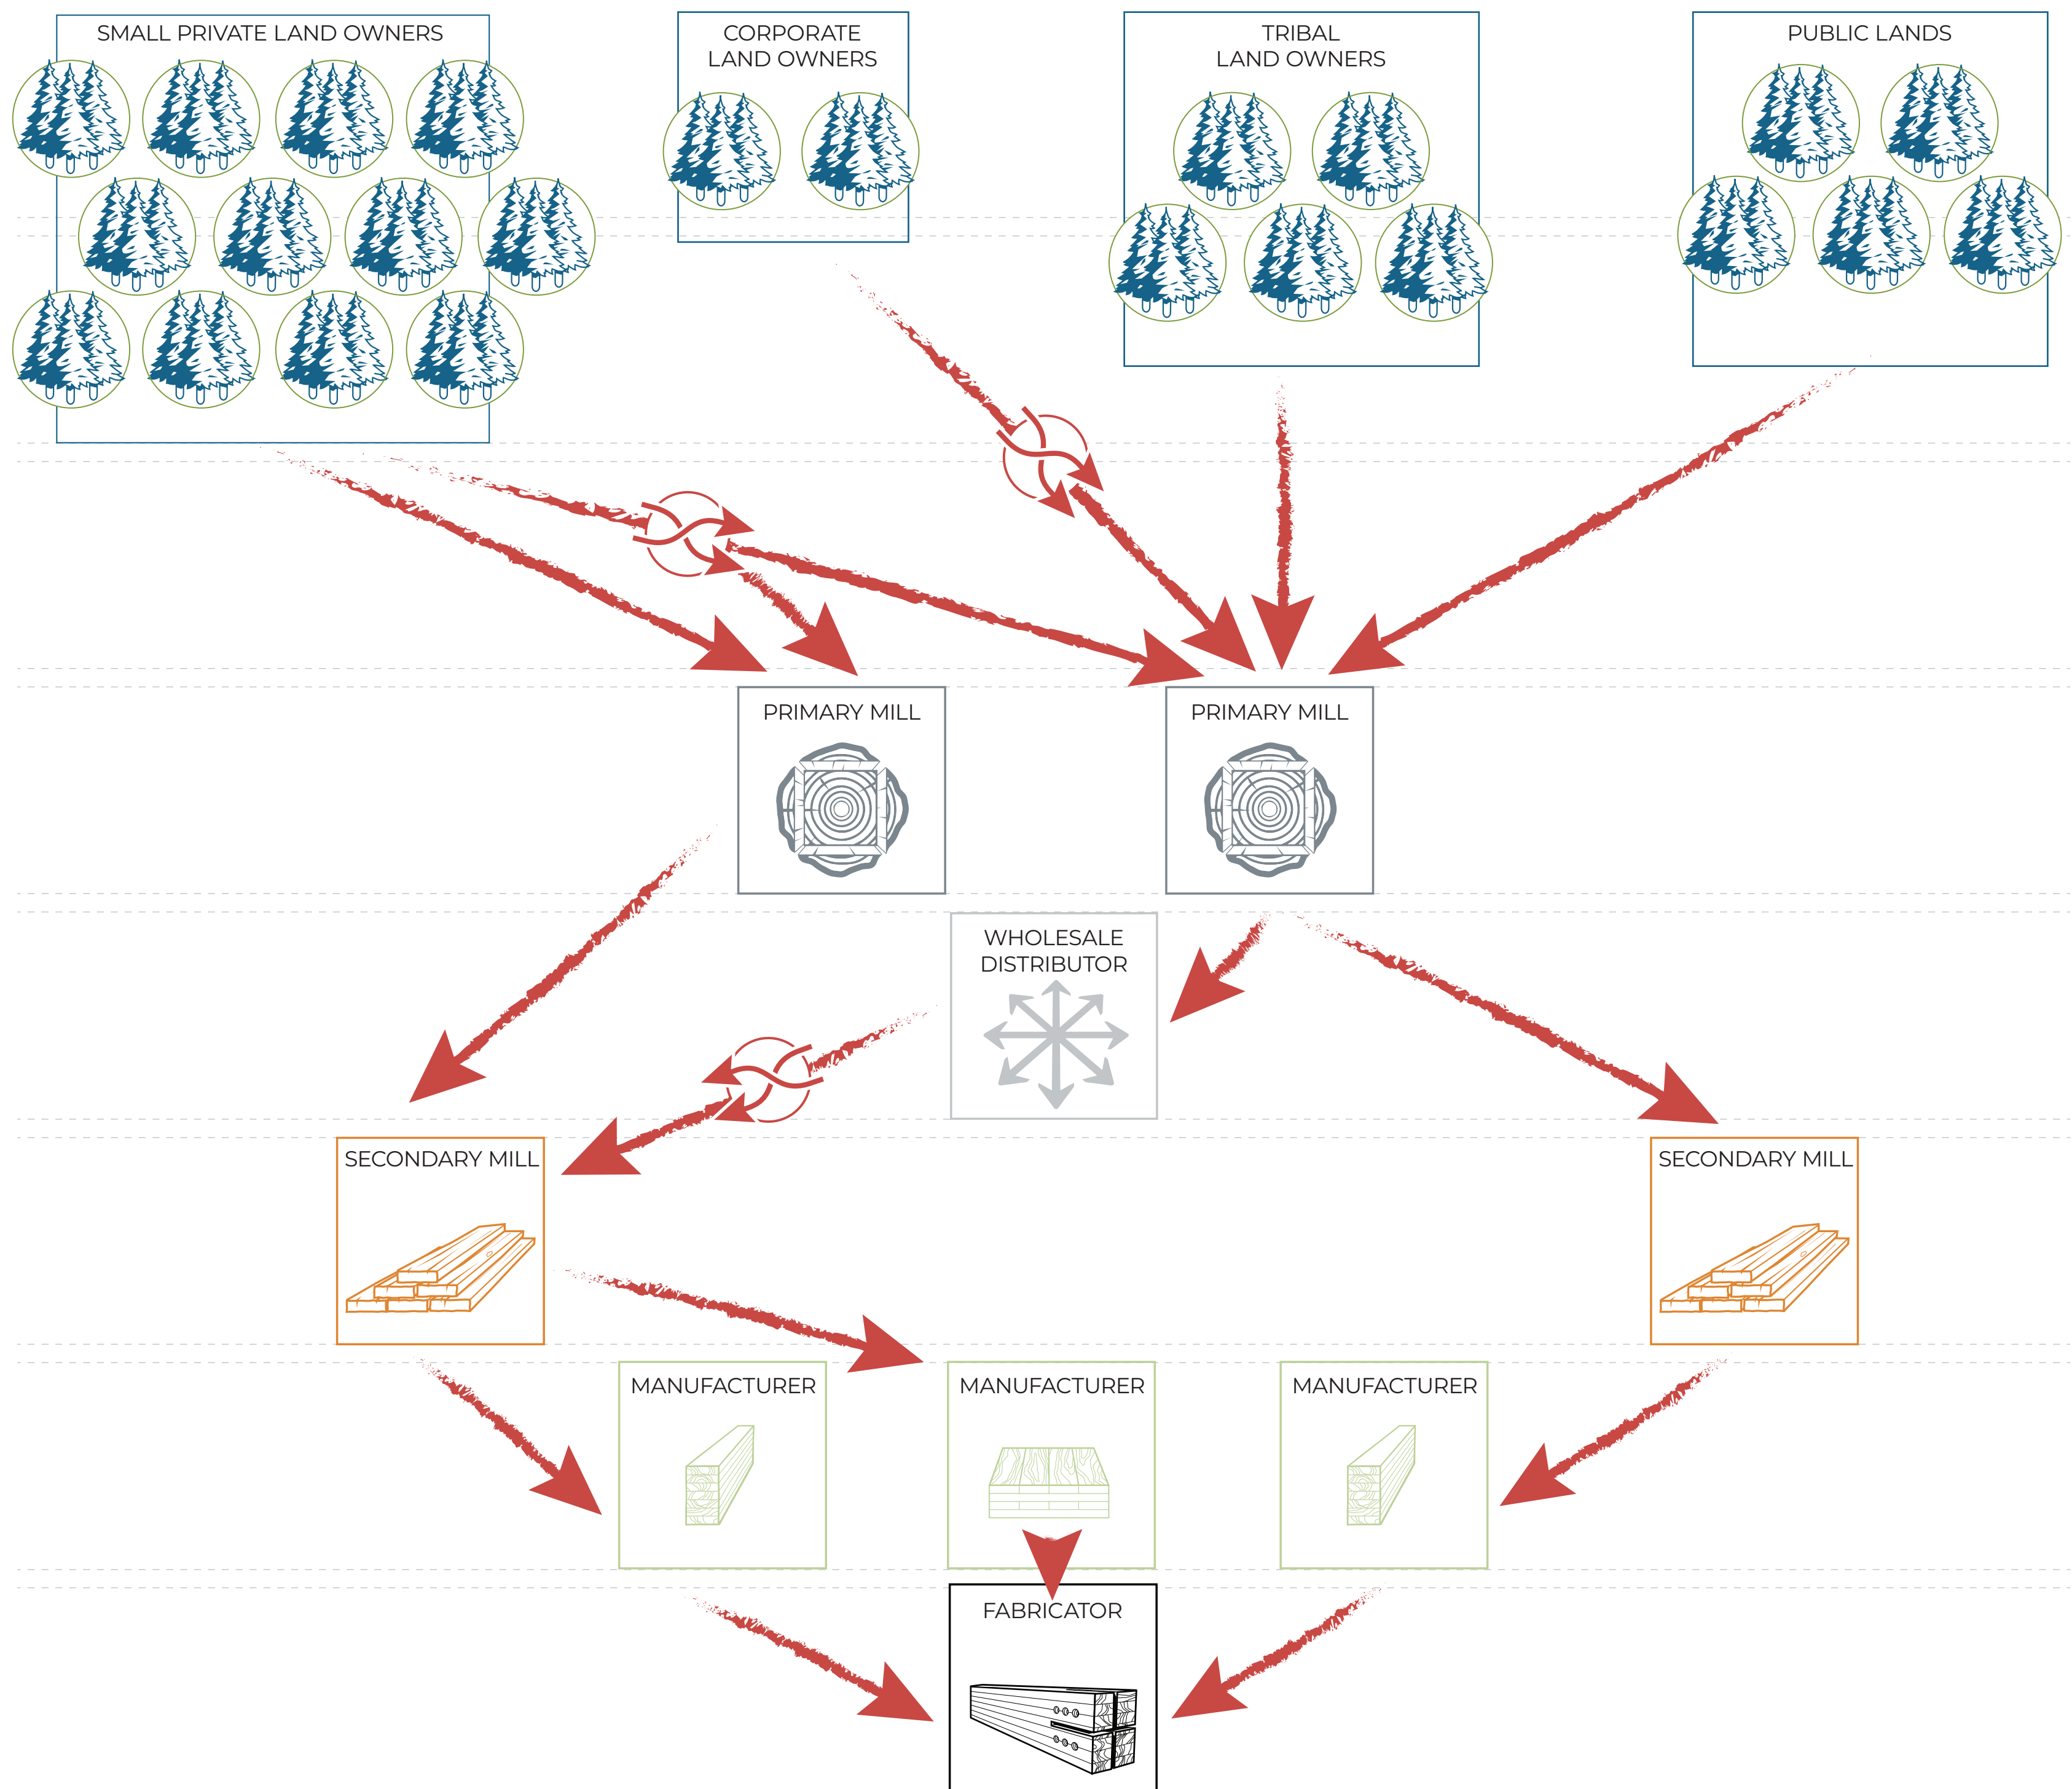 SMALL PRIVATE LAND OWNERS
CORPORATE
LAND OWNERS
TRIBAL
LAND OWNERS
PUBLIC LANDS
PRIMARY MILL
PRIMARY MILL
WHOLESALE
DISTRIBUTOR
SECONDARY MILL
SECONDARY MILL
MANUFACTURER
MANUFACTURER
MANUFACTURER
FABRICATOR